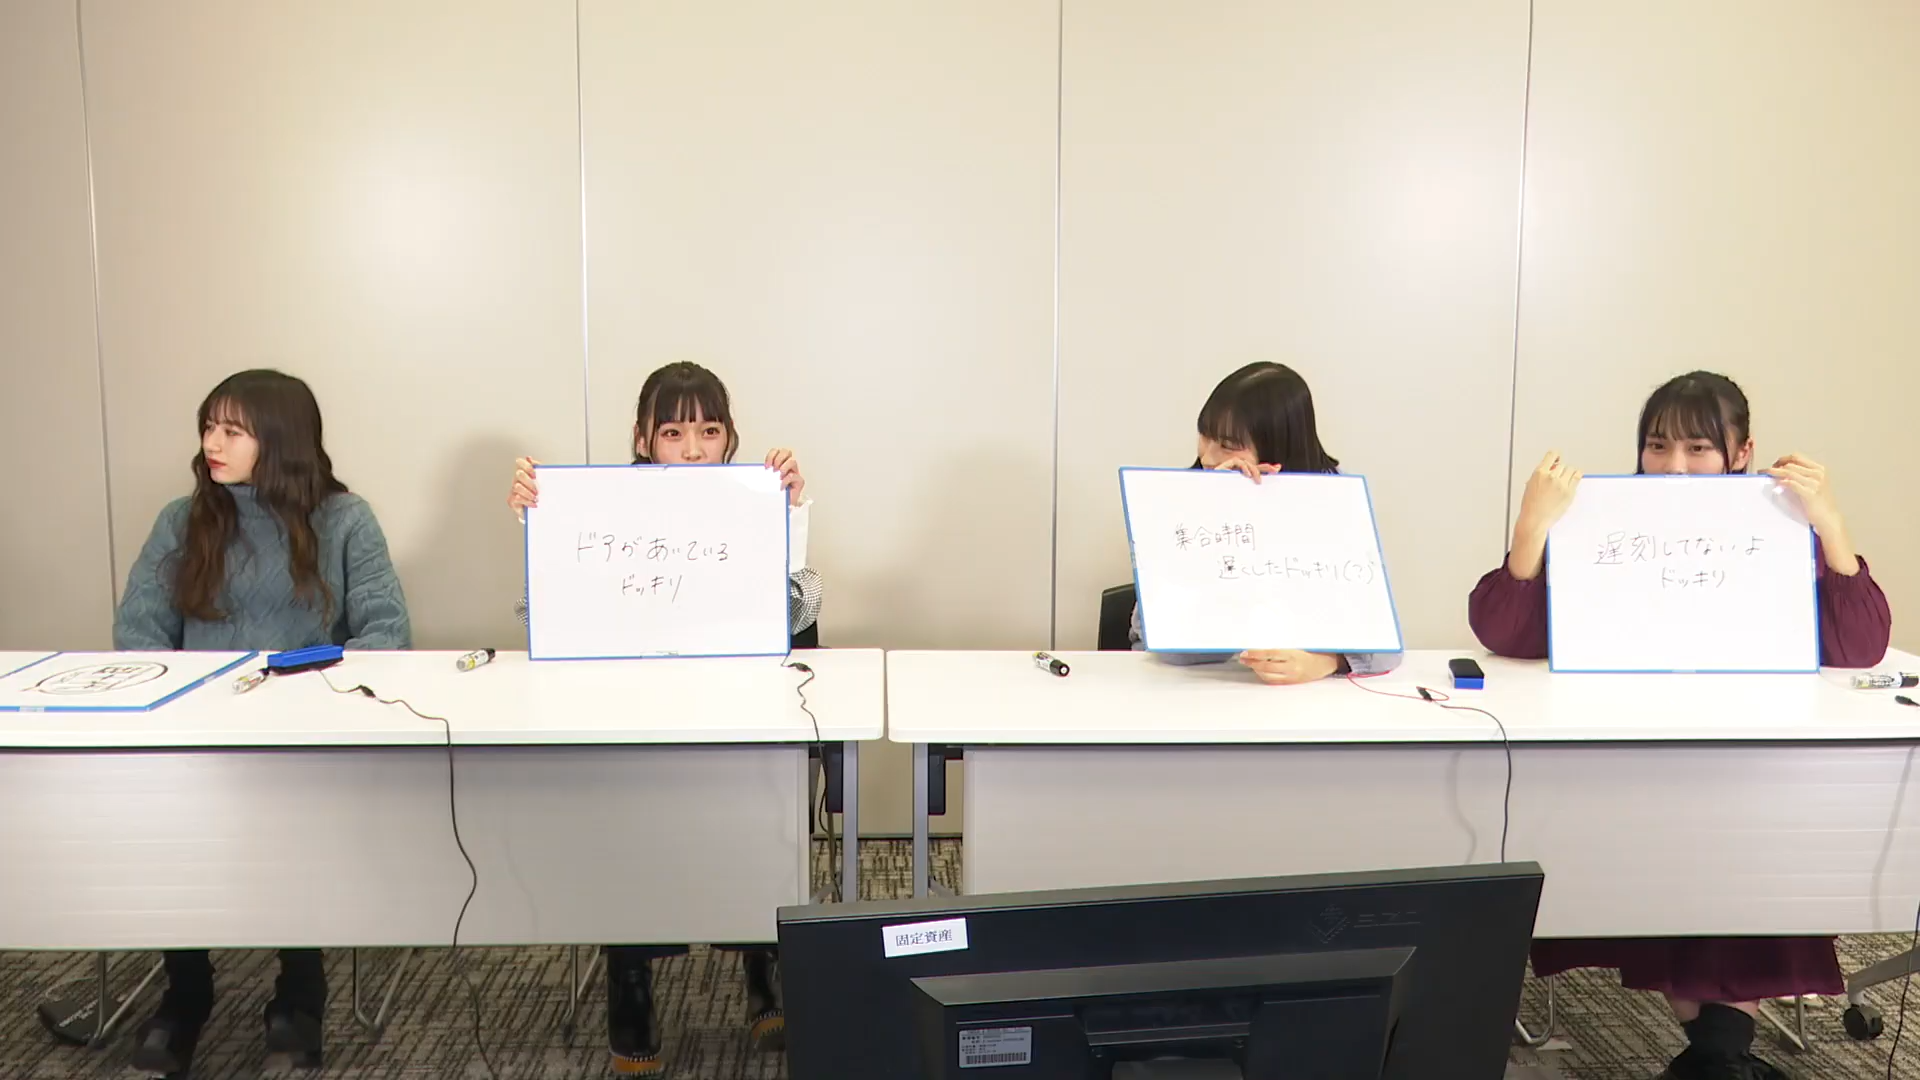 ドアがあいている
ドッキリ
集合時間
遅くしたドッキリ(?)
遅刻してないよ
ドッキリ
固定資産